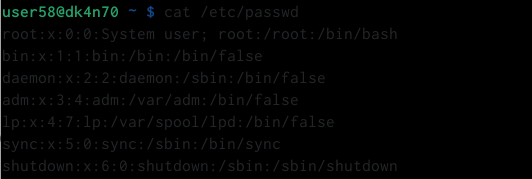 user58@dk4n70 ~ $ cat /etc/passwd
root:x:0:0:System user; root:/root:/bin/bash
bin:x:1:1:bin:/bin:/bin/false
daemon:x:2:2:daemon:/sbin:/bin/false
adm:x:3:4:adm:/var/adm:/bin/false
lp:x:4:7:lp:/var/spool/lpd:/bin/false
sync:x:5:0:sync:/sbin:/bin/sync
shutdown:x:6:0:shutdown:/sbin:/sbin/shutdown